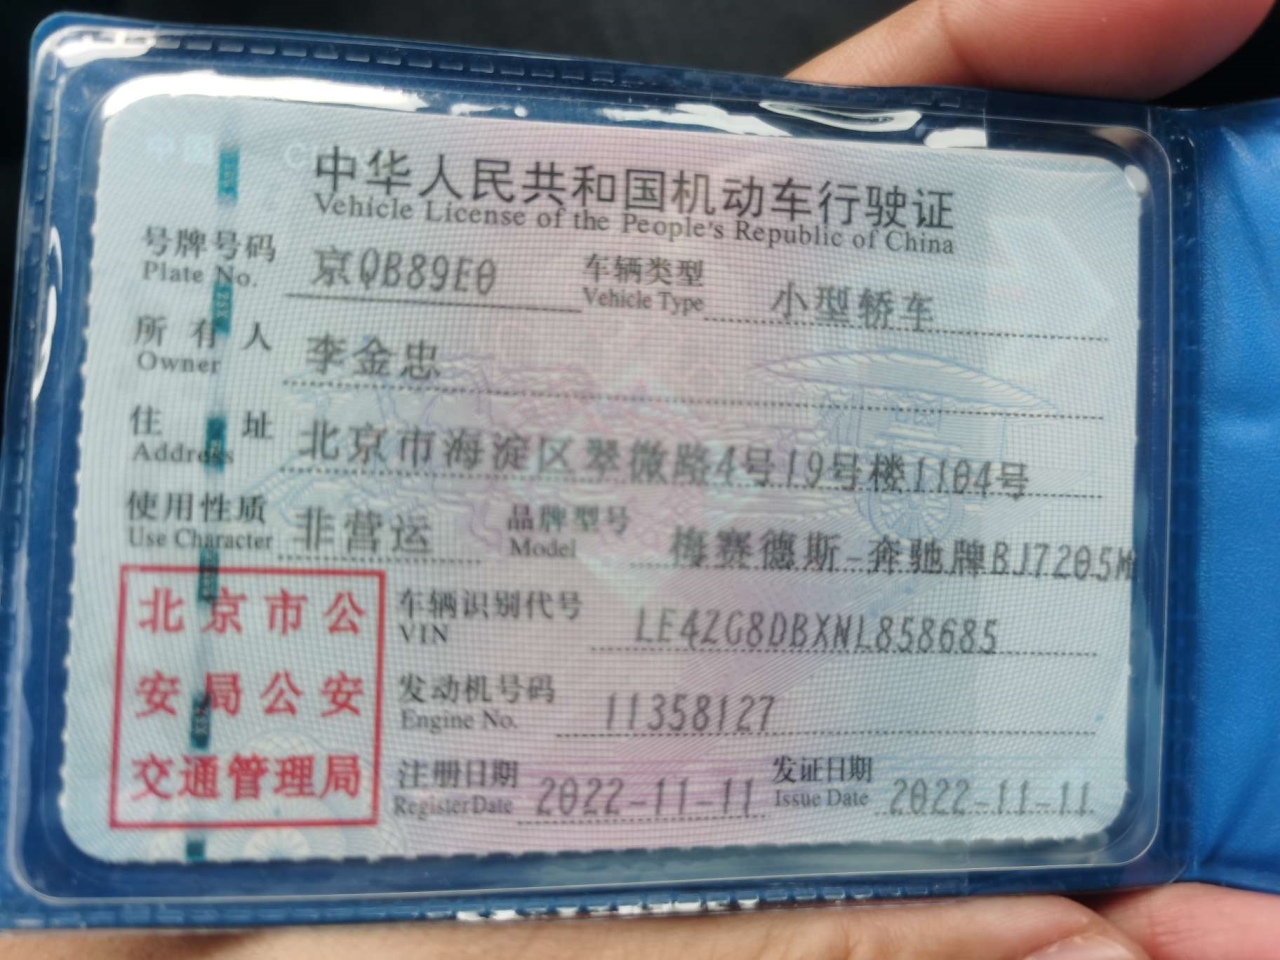 中华人民共和国机动车行驶证
Vehicle License of the People's Republic of China
号牌号码 京QB89E0 车辆类型 小型轿车
Plate No. Vehicle Type
所有人 李金忠
Owner
住址 北京市海淀区翠微路4号19号楼1104号
Address
使用性质 非营运 品牌型号 梅赛德斯-奔驰牌BJ7205M
Use Character Model
车辆识别代号 LE4ZG8DBXNL858685
VIN
发动机号码 11358127
Engine No.
注册日期 2022-11-11 发证日期 2022-11-11
Register Date Issue Date
北京市公
安局公安
交通管理局